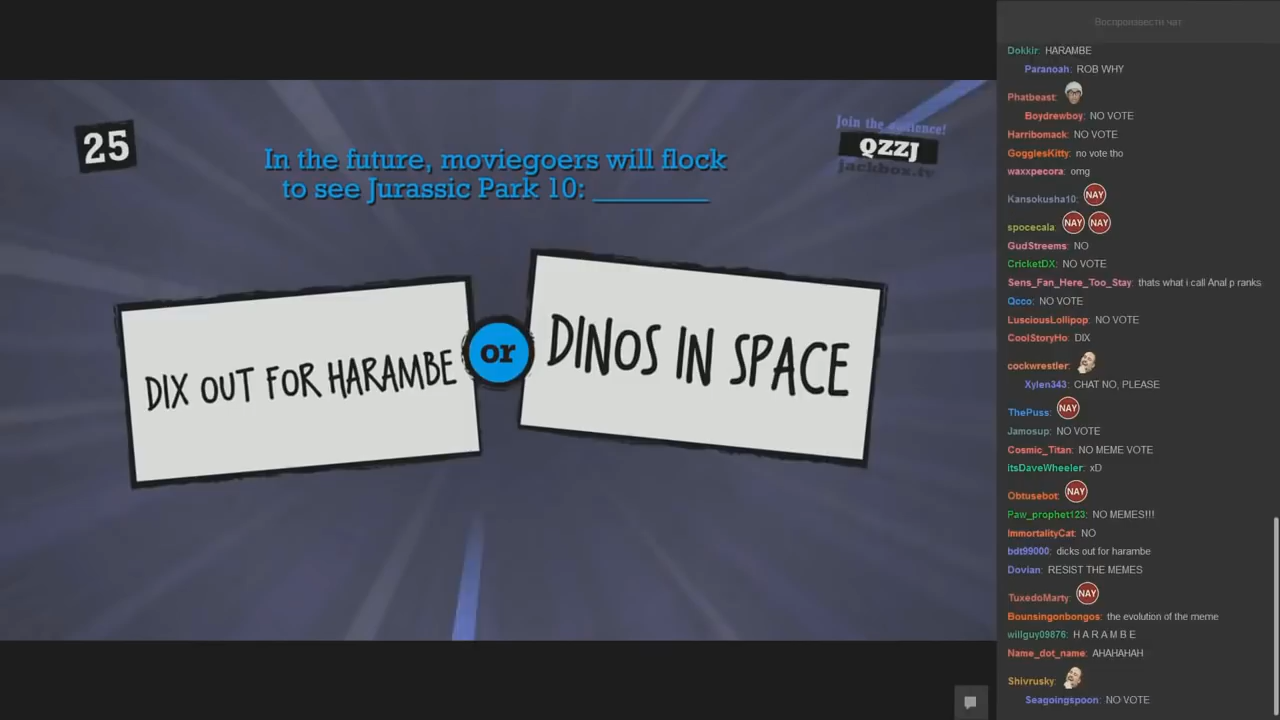 Воспроизвести чат
25
Join the audience!
QZZJ
jackbox.tv
In the future, moviegoers will flock
to see Jurassic Park 10: ________
DIX OUT FOR HARAMBE
or
DINOS IN SPACE
Dokkir: HARAMBE
Paranoah: ROB WHY
Phatbeast:
Boydrewboy: NO VOTE
Harribomack: NO VOTE
GogglesKitty: no vote tho
waxxpecora: omg
Kansokusha10: NAY
spocecala: NAY NAY
GudStreems: NO
CricketDX: NO VOTE
Sens_Fan_Here_Too_Stay: thats what i call Anal p ranks
Qcco: NO VOTE
LusciousLollipop: NO VOTE
CoolStoryHo: DIX
cockwrestler:
Xylen343: CHAT NO, PLEASE
ThePuss: NAY
Jamosup: NO VOTE
Cosmic_Titan: NO MEME VOTE
itsDaveWheeler: xD
Obtusebot: NAY
Paw_prophet123: NO MEMES!!!
ImmortalityCat: NO
bdt99000: dicks out for harambe
Dovian: RESIST THE MEMES
TuxedoMarty: NAY
Bounsingonbongos: the evolution of the meme
willguy09876: H A R A M B E
Name_dot_name: AHAHAHAH
Shivrusky:
Seagoingspoon: NO VOTE